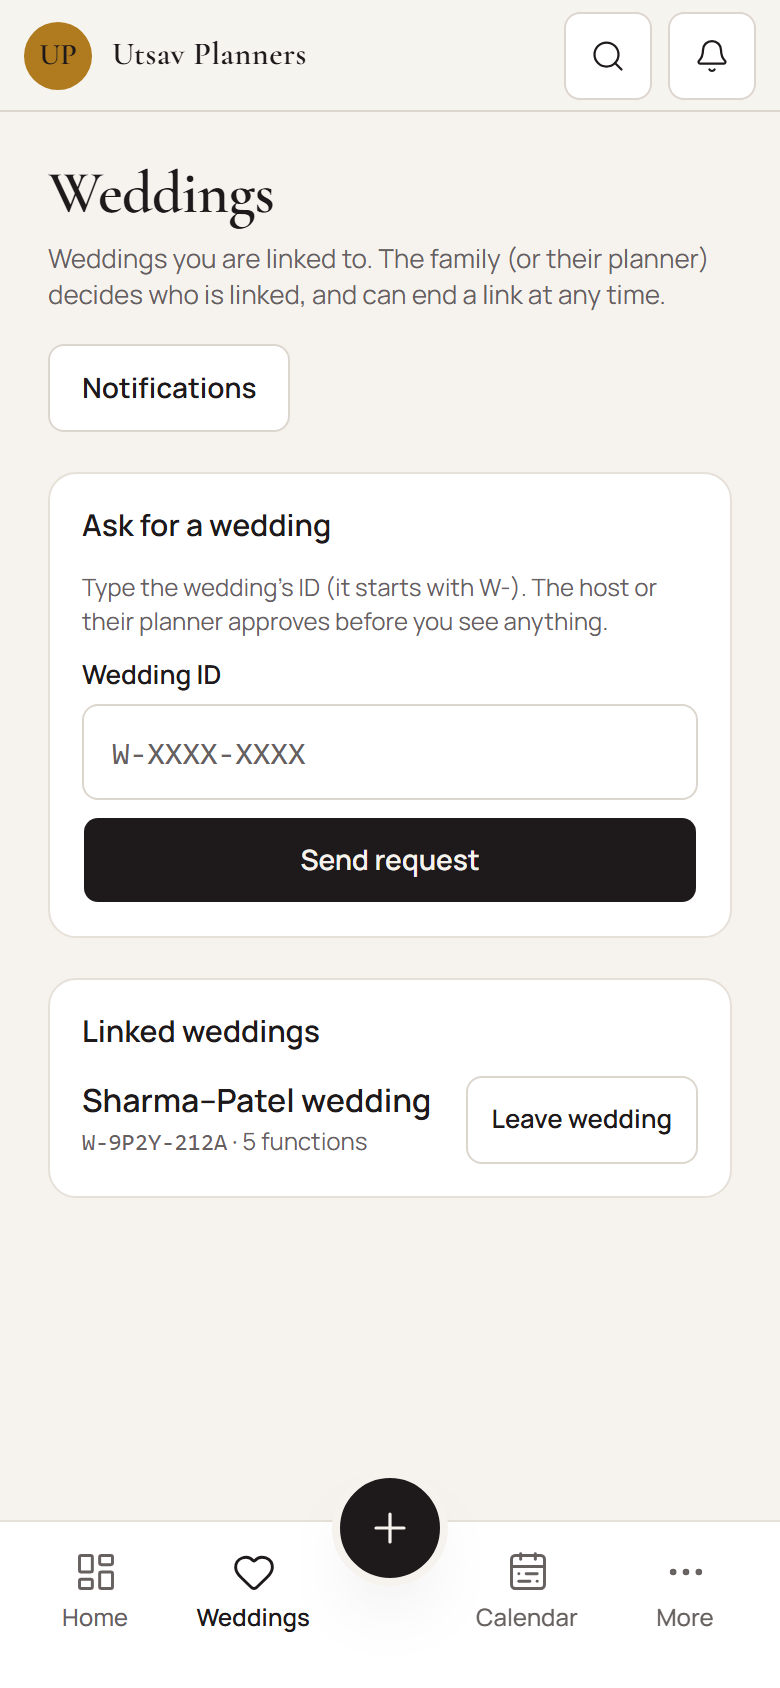 UP Utsav Planners
Weddings
Weddings you are linked to. The family (or their planner)
decides who is linked, and can end a link at any time.
Notifications
Ask for a wedding
Type the wedding's ID (it starts with W-). The host or
their planner approves before you see anything.
Wedding ID
W-XXXX-XXXX
Send request
Linked weddings
Sharma–Patel wedding
W-9P2Y-212A · 5 functions
Leave wedding
Home Weddings Calendar More